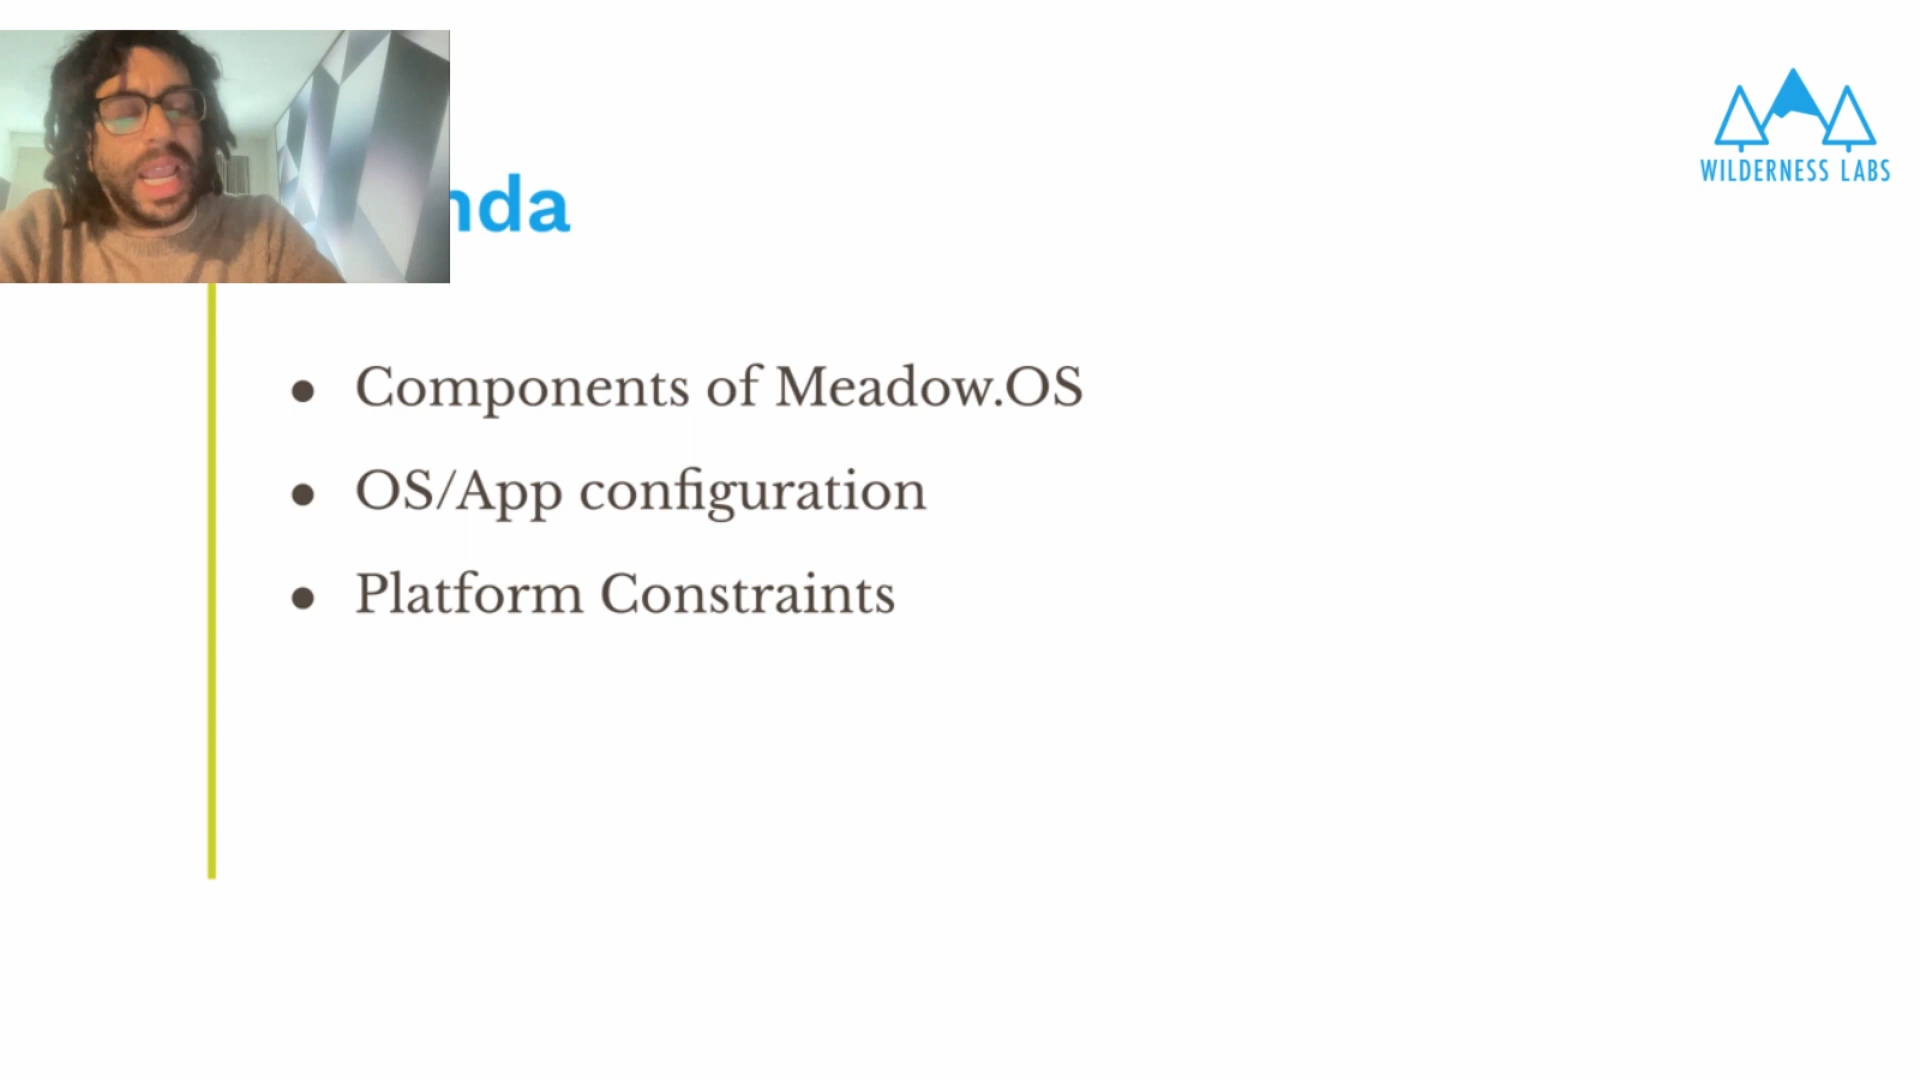 nda
WILDERNESS LABS
• Components of Meadow.OS
• OS/App configuration
• Platform Constraints